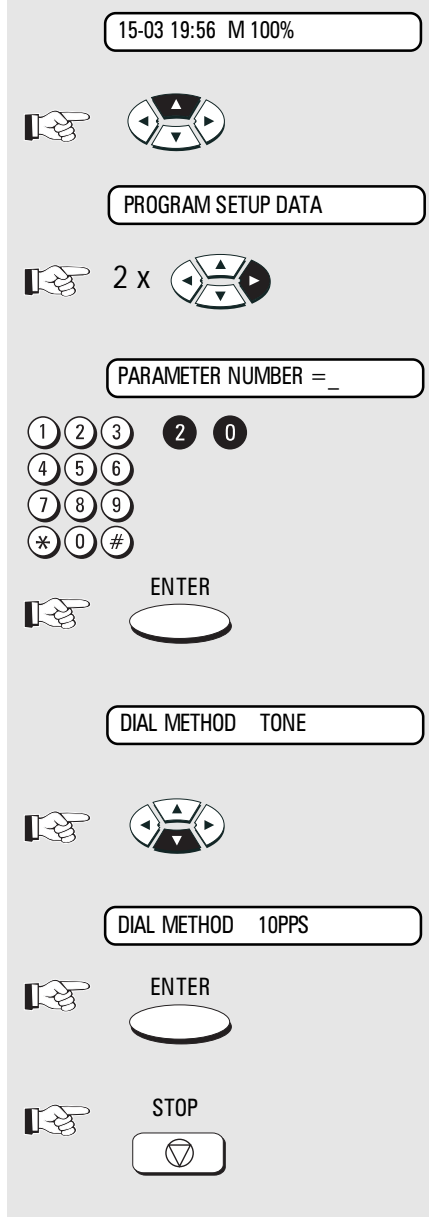 15-03 19:56 M 100%
PROGRAM SETUP DATA
2 x
PARAMETER NUMBER =_
1 2 3 2 0
4 5 6
7 8 9
* 0 #
ENTER
DIAL METHOD TONE
DIAL METHOD 10PPS
ENTER
STOP